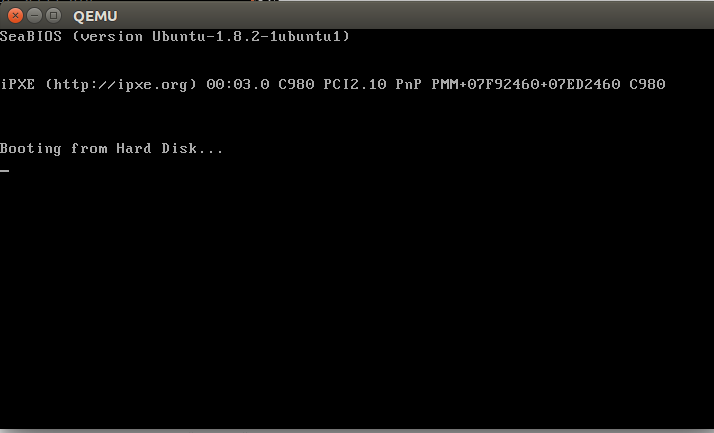 QEMU
SeaBIOS (version Ubuntu-1.8.2-1ubuntu1)
iPXE (http://ipxe.org) 00:03.0 C980 PCI2.10 PnP PMM+07F92460+07ED2460 C980
Booting from Hard Disk...